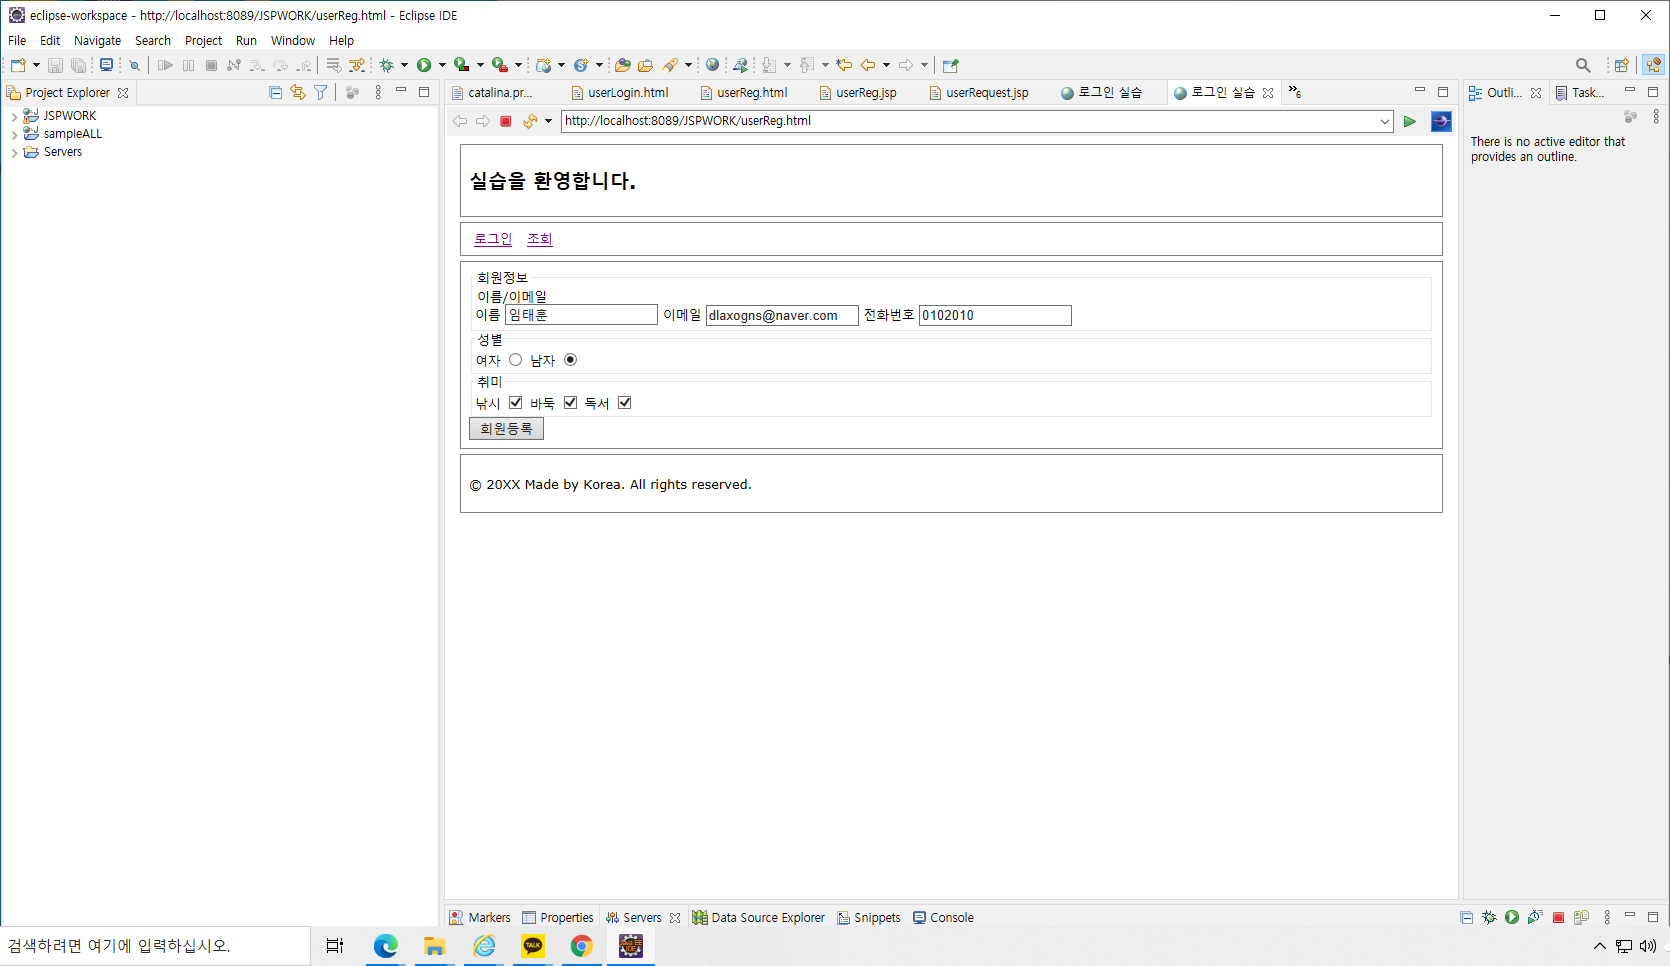 eclipse-workspace - http://localhost:8089/JSPWORK/userReg.html - Eclipse IDE
File Edit Navigate Search Project Run Window Help
Project Explorer
JSPWORK
sampleALL
Servers
catalina.pr... userLogin.html userReg.html userReg.jsp userRequest.jsp 로그인 실습 로그인 실습 »6
http://localhost:8089/JSPWORK/userReg.html
실습을 환영합니다.
로그인 조회
회원정보
이름/이메일
이름 임태훈 이메일 dlaxogns@naver.com 전화번호 0102010
성별
여자 남자
취미
낚시 바둑 독서
회원등록
© 20XX Made by Korea. All rights reserved.
Outli... Task...
There is no active editor that
provides an outline.
Markers Properties Servers Data Source Explorer Snippets Console
검색하려면 여기에 입력하십시오.
TALK
Java EE
IDE